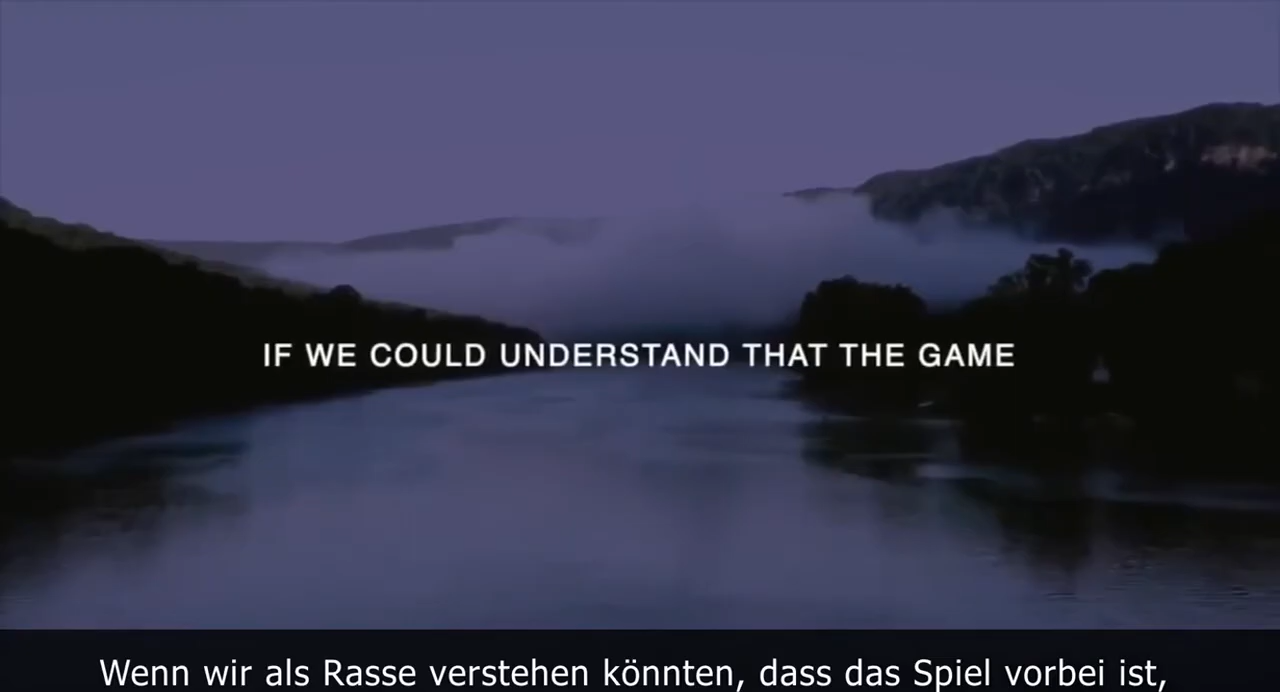 IF WE COULD UNDERSTAND THAT THE GAME
Wenn wir als Rasse verstehen könnten, dass das Spiel vorbei ist,